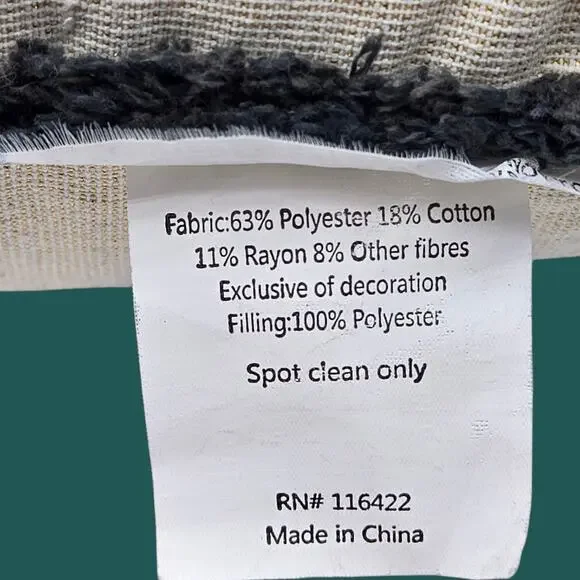 Fabric:63% Polyester 18% Cotton
11% Rayon 8% Other fibres
Exclusive of decoration
Filling:100% Polyester
Spot clean only
RN# 116422
Made in China